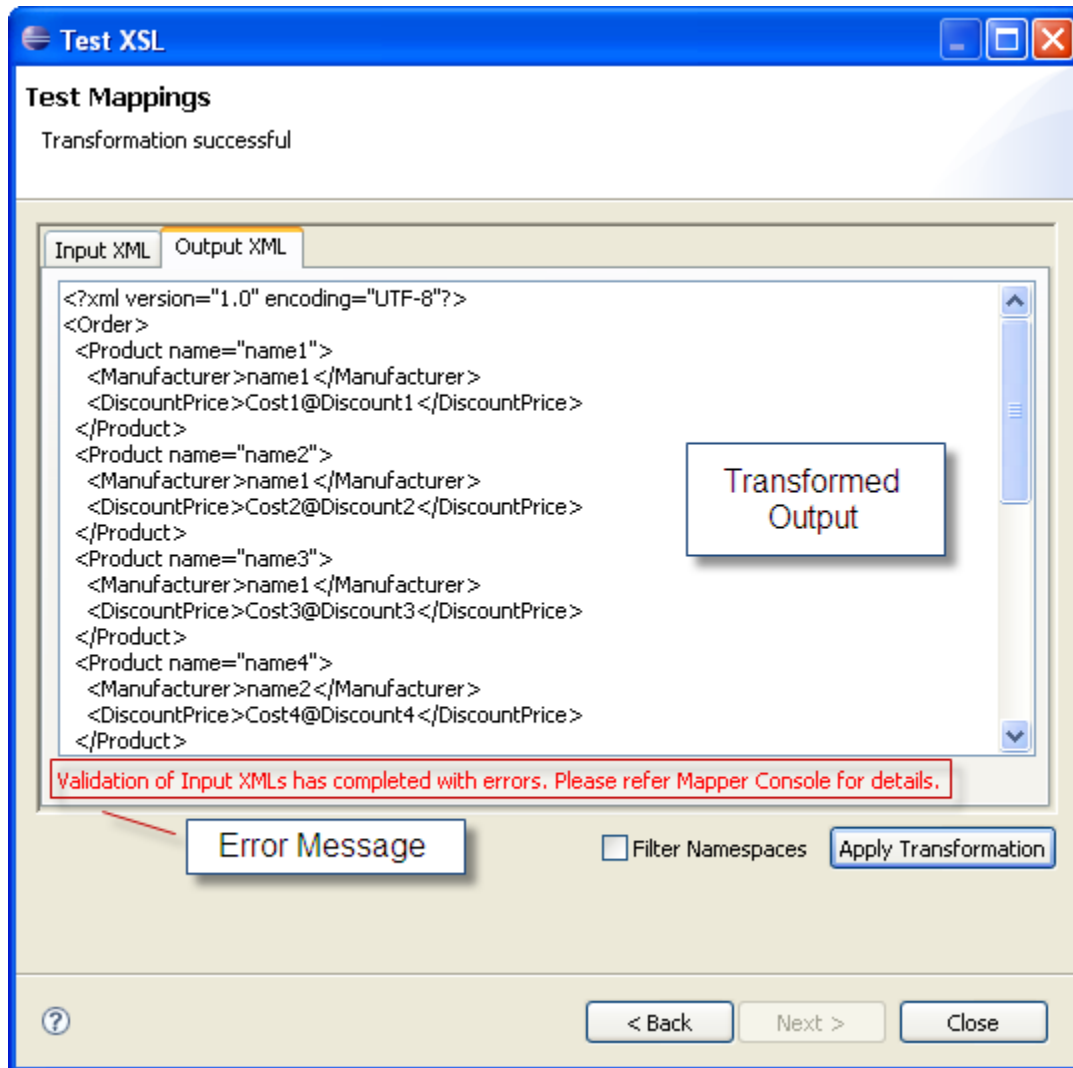 Test XSL
Test Mappings
Transformation successful
Input XML
Output XML
<?xml version="1.0" encoding="UTF-8"?>
<Order>
<Product name="name1">
<Manufacturer>name1</Manufacturer>
<DiscountPrice>Cost1@Discount1</DiscountPrice>
</Product>
<Product name="name2">
<Manufacturer>name1</Manufacturer>
<DiscountPrice>Cost2@Discount2</DiscountPrice>
</Product>
<Product name="name3">
<Manufacturer>name1</Manufacturer>
<DiscountPrice>Cost3@Discount3</DiscountPrice>
</Product>
<Product name="name4">
<Manufacturer>name2</Manufacturer>
<DiscountPrice>Cost4@Discount4</DiscountPrice>
</Product>
Transformed
Output
Validation of Input XMLs has completed with errors. Please refer Mapper Console for details.
Error Message
Filter Namespaces
Apply Transformation
?
< Back
Next >
Close